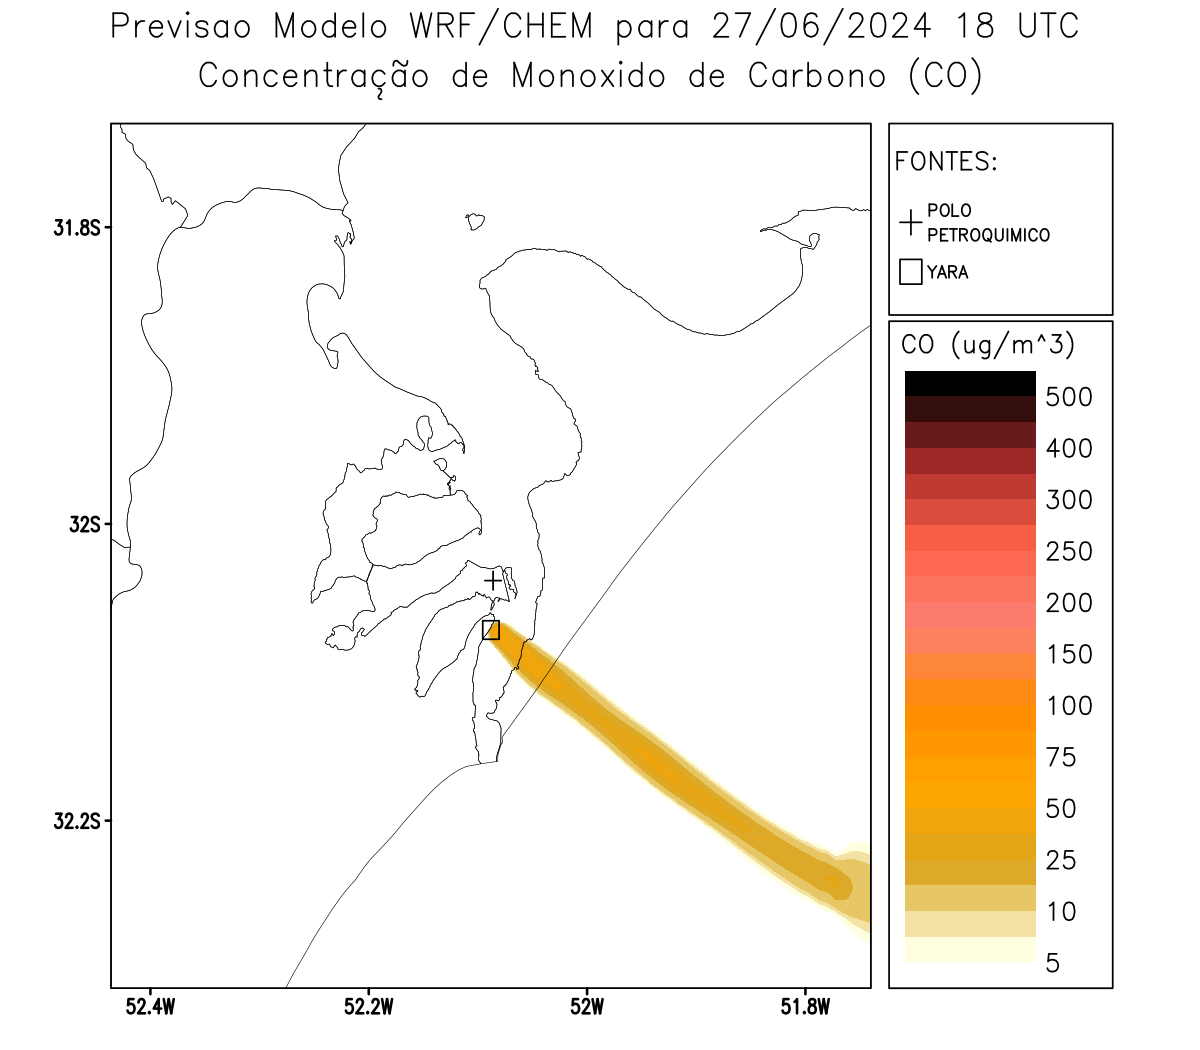 Previsao Modelo WRF/CHEM para 27/06/2024 18 UTC
Concentração de Monoxido de Carbono (CO)
FONTES:
POLO
PETROQUIMICO
YARA
CO (ug/m^3)
500
400
300
250
200
150
100
75
50
25
10
5
31.8S
32S
32.2S
52.4W
52.2W
52W
51.8W